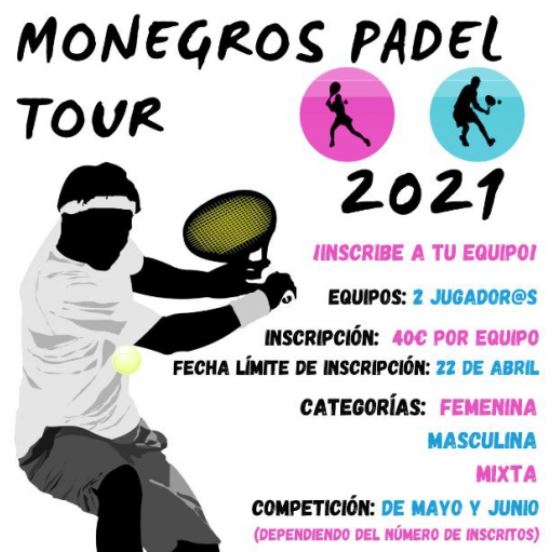 MONEGROS PADEL
TOUR
2021
¡INSCRIBE A TU EQUIPO!
EQUIPOS: 2 JUGADOR@S
INSCRIPCIÓN: 40€ POR EQUIPO
FECHA LÍMITE DE INSCRIPCIÓN: 22 DE ABRIL
CATEGORÍAS: FEMENINA
MASCULINA
MIXTA
COMPETICIÓN: DE MAYO Y JUNIO
(DEPENDIENDO DEL NÚMERO DE INSCRITOS)